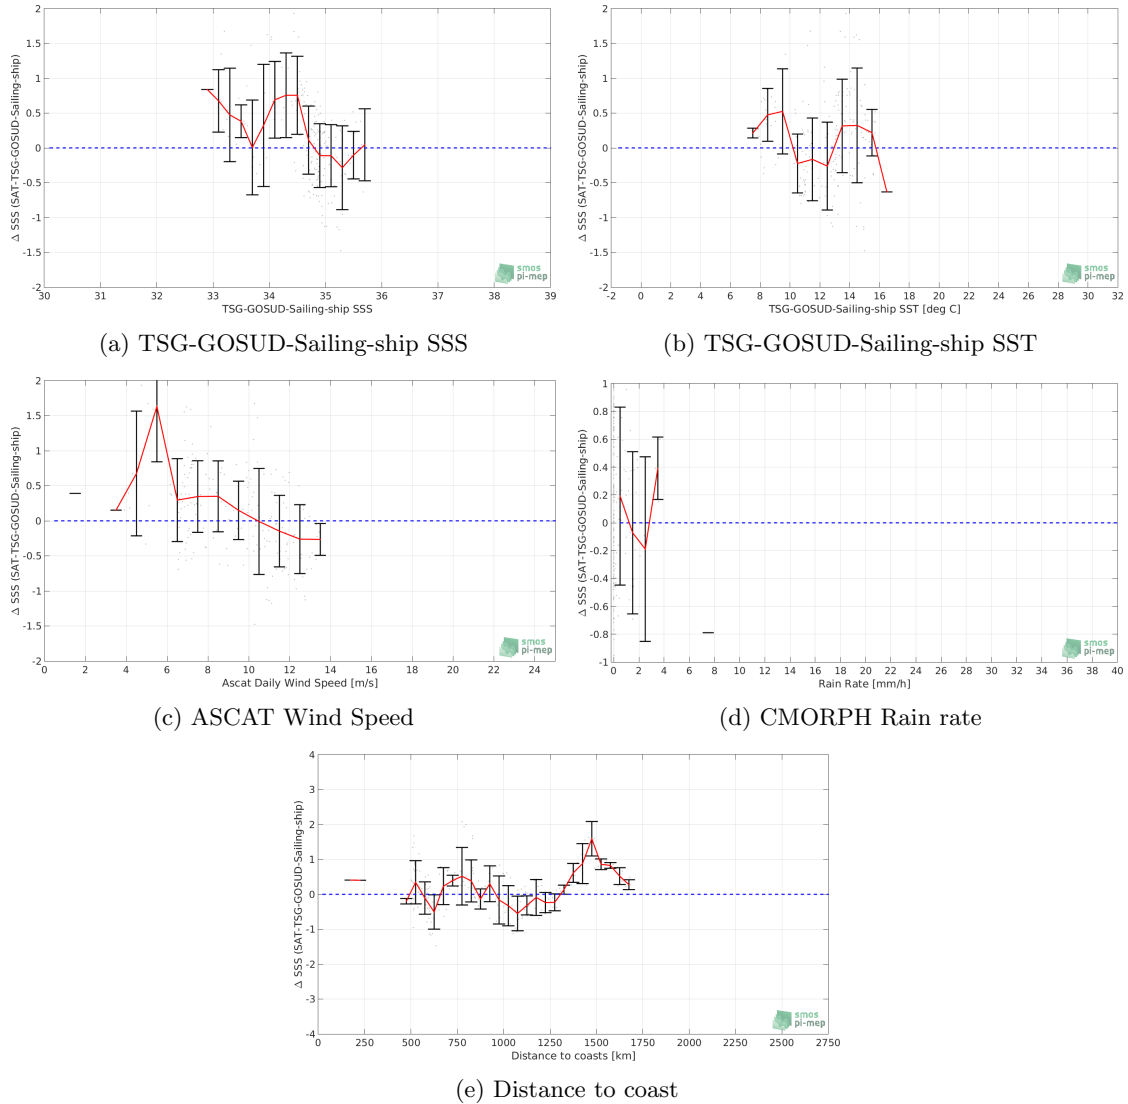 2
1.5
1
0.5
0
-0.5
-1
-1.5
-2
Δ SSS (SAT-TSG-GOSUD-Sailing-ship)
30 31 32 33 34 35 36 37 38 39
TSG-GOSUD-Sailing-ship SSS
smos
pi-mep
(a) TSG-GOSUD-Sailing-ship SSS
2
1.5
1
0.5
0
-0.5
-1
-1.5
-2
Δ SSS (SAT-TSG-GOSUD-Sailing-ship)
-2 0 2 4 6 8 10 12 14 16 18 20 22 24 26 28 30 32
TSG-GOSUD-Sailing-ship SST [deg C]
smos
pi-mep
(b) TSG-GOSUD-Sailing-ship SST
2
1.5
1
0.5
0
-0.5
-1
-1.5
-2
Δ SSS (SAT-TSG-GOSUD-Sailing-ship)
0 2 4 6 8 10 12 14 16 18 20 22 24
Ascat Daily Wind Speed [m/s]
smos
pi-mep
(c) ASCAT Wind Speed
1
0.8
0.6
0.4
0.2
0
-0.2
-0.4
-0.6
-0.8
-1
Δ SSS (SAT-TSG-GOSUD-Sailing-ship)
0 2 4 6 8 10 12 14 16 18 20 22 24 26 28 30 32 34 36 38 40
Rain Rate [mm/h]
smos
pi-mep
(d) CMORPH Rain rate
4
3
2
1
0
-1
-2
-3
-4
Δ SSS (SAT-TSG-GOSUD-Sailing-ship)
0 250 500 750 1000 1250 1500 1750 2000 2250 2500 2750
Distance to coasts [km]
smos
pi-mep
(e) Distance to coast